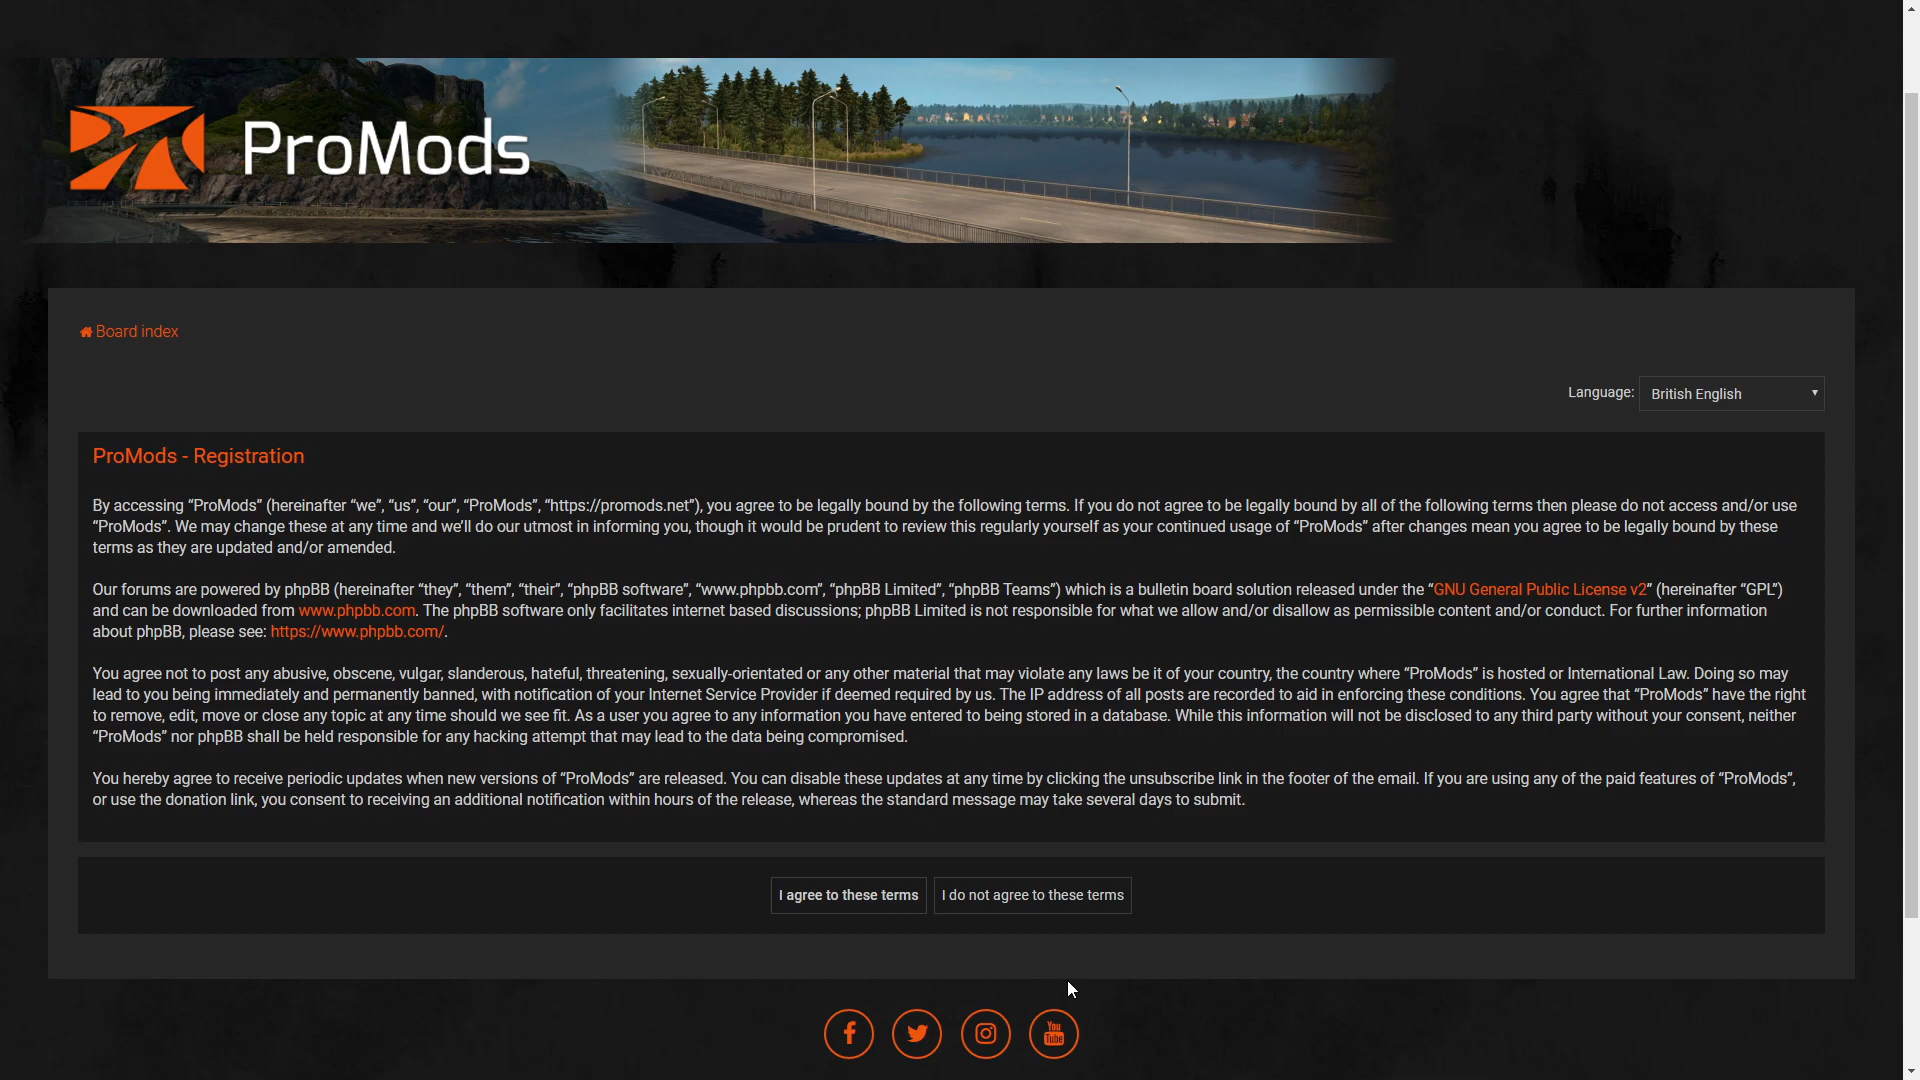 ProMods
Board index
Language: British English
ProMods - Registration
By accessing “ProMods” (hereinafter “we”, “us”, “our”, “ProMods”, “https://promods.net”), you agree to be legally bound by the following terms. If you do not agree to be legally bound by all of the following terms then please do not access and/or use
“ProMods”. We may change these at any time and we’ll do our utmost in informing you, though it would be prudent to review this regularly yourself as your continued usage of “ProMods” after changes mean you agree to be legally bound by these
terms as they are updated and/or amended.
Our forums are powered by phpBB (hereinafter “they”, “them”, “their”, “phpBB software”, “www.phpbb.com”, “phpBB Limited”, “phpBB Teams”) which is a bulletin board solution released under the “GNU General Public License v2” (hereinafter “GPL”)
and can be downloaded from www.phpbb.com. The phpBB software only facilitates internet based discussions; phpBB Limited is not responsible for what we allow and/or disallow as permissible content and/or conduct. For further information
about phpBB, please see: https://www.phpbb.com/.
You agree not to post any abusive, obscene, vulgar, slanderous, hateful, threatening, sexually-orientated or any other material that may violate any laws be it of your country, the country where “ProMods” is hosted or International Law. Doing so may
lead to you being immediately and permanently banned, with notification of your Internet Service Provider if deemed required by us. The IP address of all posts are recorded to aid in enforcing these conditions. You agree that “ProMods” have the right
to remove, edit, move or close any topic at any time should we see fit. As a user you agree to any information you have entered to being stored in a database. While this information will not be disclosed to any third party without your consent, neither
“ProMods” nor phpBB shall be held responsible for any hacking attempt that may lead to the data being compromised.
You hereby agree to receive periodic updates when new versions of “ProMods” are released. You can disable these updates at any time by clicking the unsubscribe link in the footer of the email. If you are using any of the paid features of “ProMods”,
or use the donation link, you consent to receiving an additional notification within hours of the release, whereas the standard message may take several days to submit.
I agree to these terms I do not agree to these terms
You
Tube